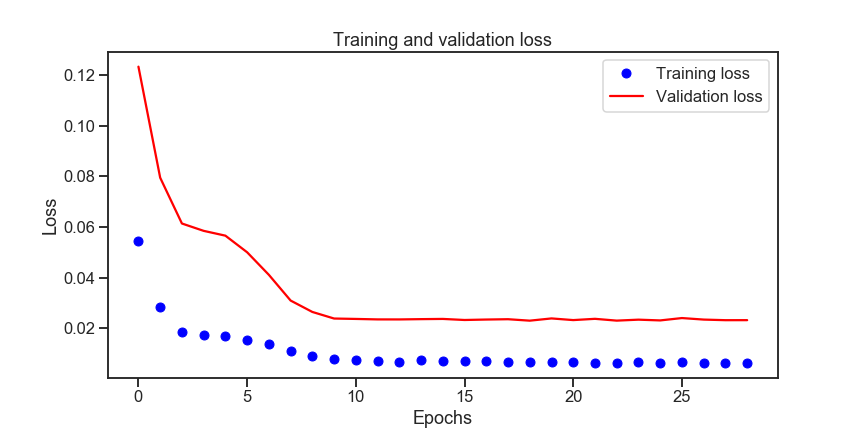 Training and validation loss
Training loss
Validation loss
0.12
0.10
0.08
0.06
0.04
0.02
Loss
0 5 10 15 20 25
Epochs